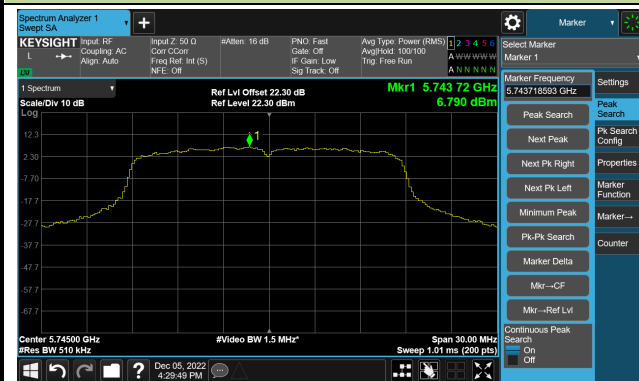 Spectrum Analyzer 1
Swept SA
Marker
KEYSIGHT
L
LXI
Input: RF
Coupling: AC
Align: Auto
Input Z: 50 Ω
Corr CCorr
Freq Ref: Int (S)
NFE: Off
#Atten: 16 dB
PNO: Fast
Gate: Off
IF Gain: Low
Sig Track: Off
Avg Type: Power (RMS)
Avg|Hold: 100/100
Trig: Free Run
1 2 3 4 5 6
A W W W W W
A N N N N N
Select Marker
Marker 1
1 Spectrum
Scale/Div 10 dB
Log
Ref Lvl Offset 22.30 dB
Ref Level 22.30 dBm
Mkr1 5.743 72 GHz
6.790 dBm
1
12.3
2.30
-7.70
-17.7
-27.7
-37.7
-47.7
-57.7
-67.7
Center 5.74500 GHz
#Res BW 510 kHz
#Video BW 1.5 MHz*
Span 30.00 MHz
Sweep 1.01 ms (200 pts)
Marker Frequency
5.743718593 GHz
Peak Search
Next Peak
Next Pk Right
Next Pk Left
Minimum Peak
Pk-Pk Search
Marker Delta
Mkr→CF
Mkr→Ref Lvl
Continuous Peak
Search
On
Off
Settings
Peak
Search
Pk Search
Config
Properties
Marker
Function
Marker→
Counter
?
Dec 05, 2022
4:29:49 PM